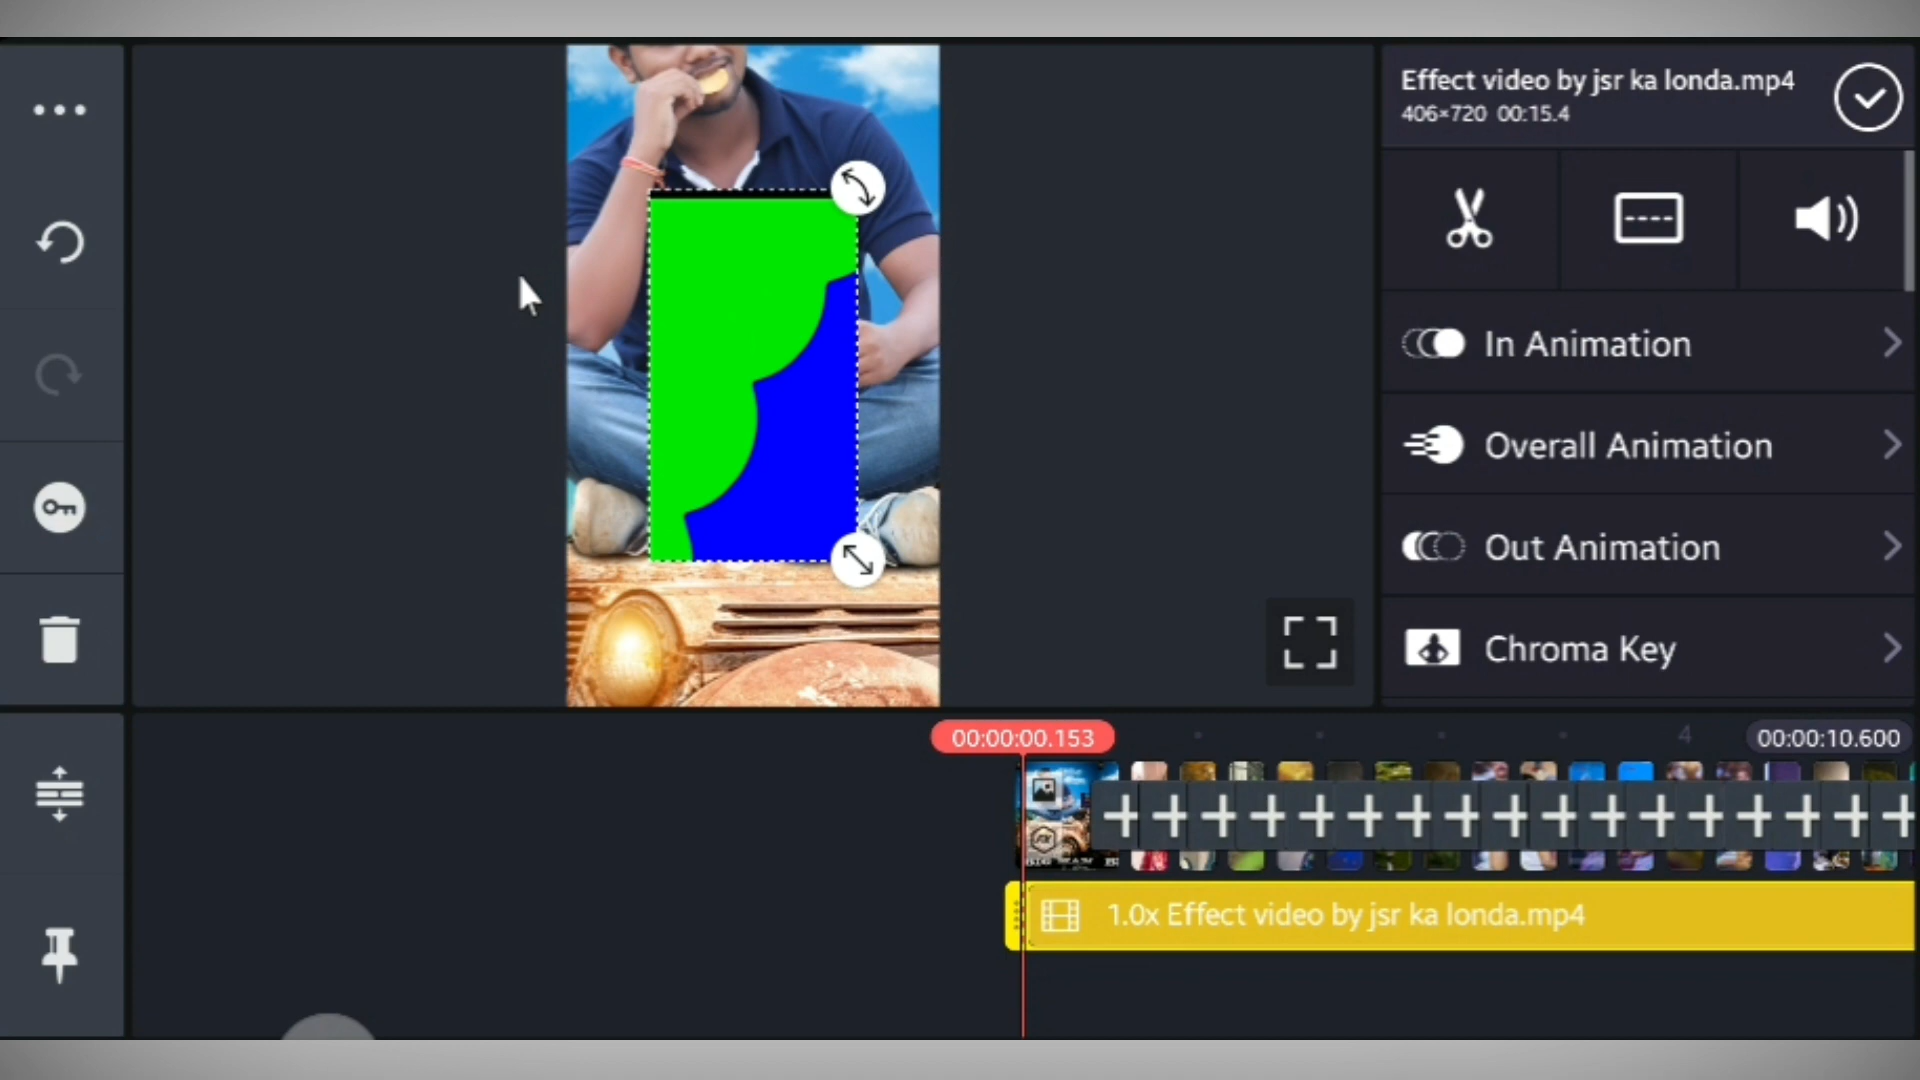 Effect video by jsr ka londa.mp4
406×720 00:15.4
In Animation
Overall Animation
Out Animation
Chroma Key
00:00:00.153
4
00:00:10.600
1.0x Effect video by jsr ka londa.mp4